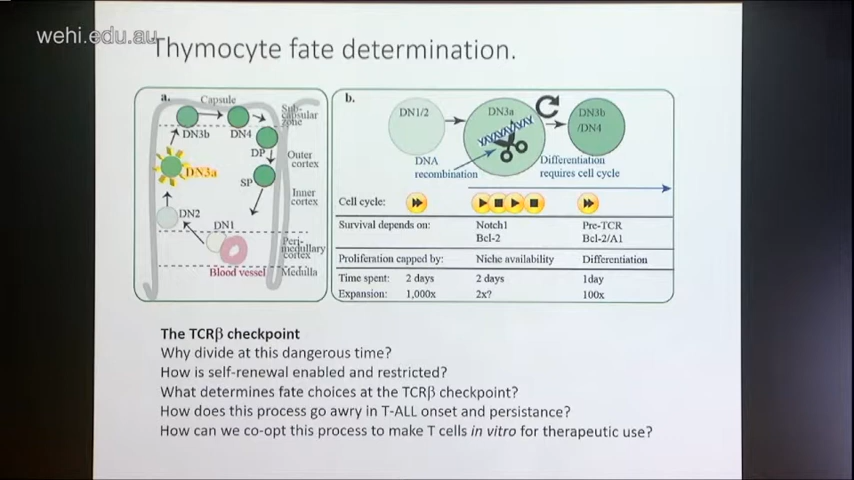 wehi.edu.au
Thymocyte fate determination.
a.
Capsule
Sub-
capsular
zone
DN3b
DN4
DP
Outer
cortex
DN3a
SP
Inner
cortex
DN2
DN1
Peri-
medullary
cortex
Blood vessel
Medulla
b.
DN1/2
DN3a
DN3b
/DN4
DNA
recombination
Differentiation
requires cell cycle
Cell cycle:
Survival depends on: Notch1 Pre-TCR
Bcl-2 Bcl-2/A1
Proliferation capped by: Niche availability Differentiation
Time spent: 2 days 2 days 1day
Expansion: 1,000x 2x? 100x
The TCRβ checkpoint
Why divide at this dangerous time?
How is self-renewal enabled and restricted?
What determines fate choices at the TCRβ checkpoint?
How does this process go awry in T-ALL onset and persistance?
How can we co-opt this process to make T cells in vitro for therapeutic use?